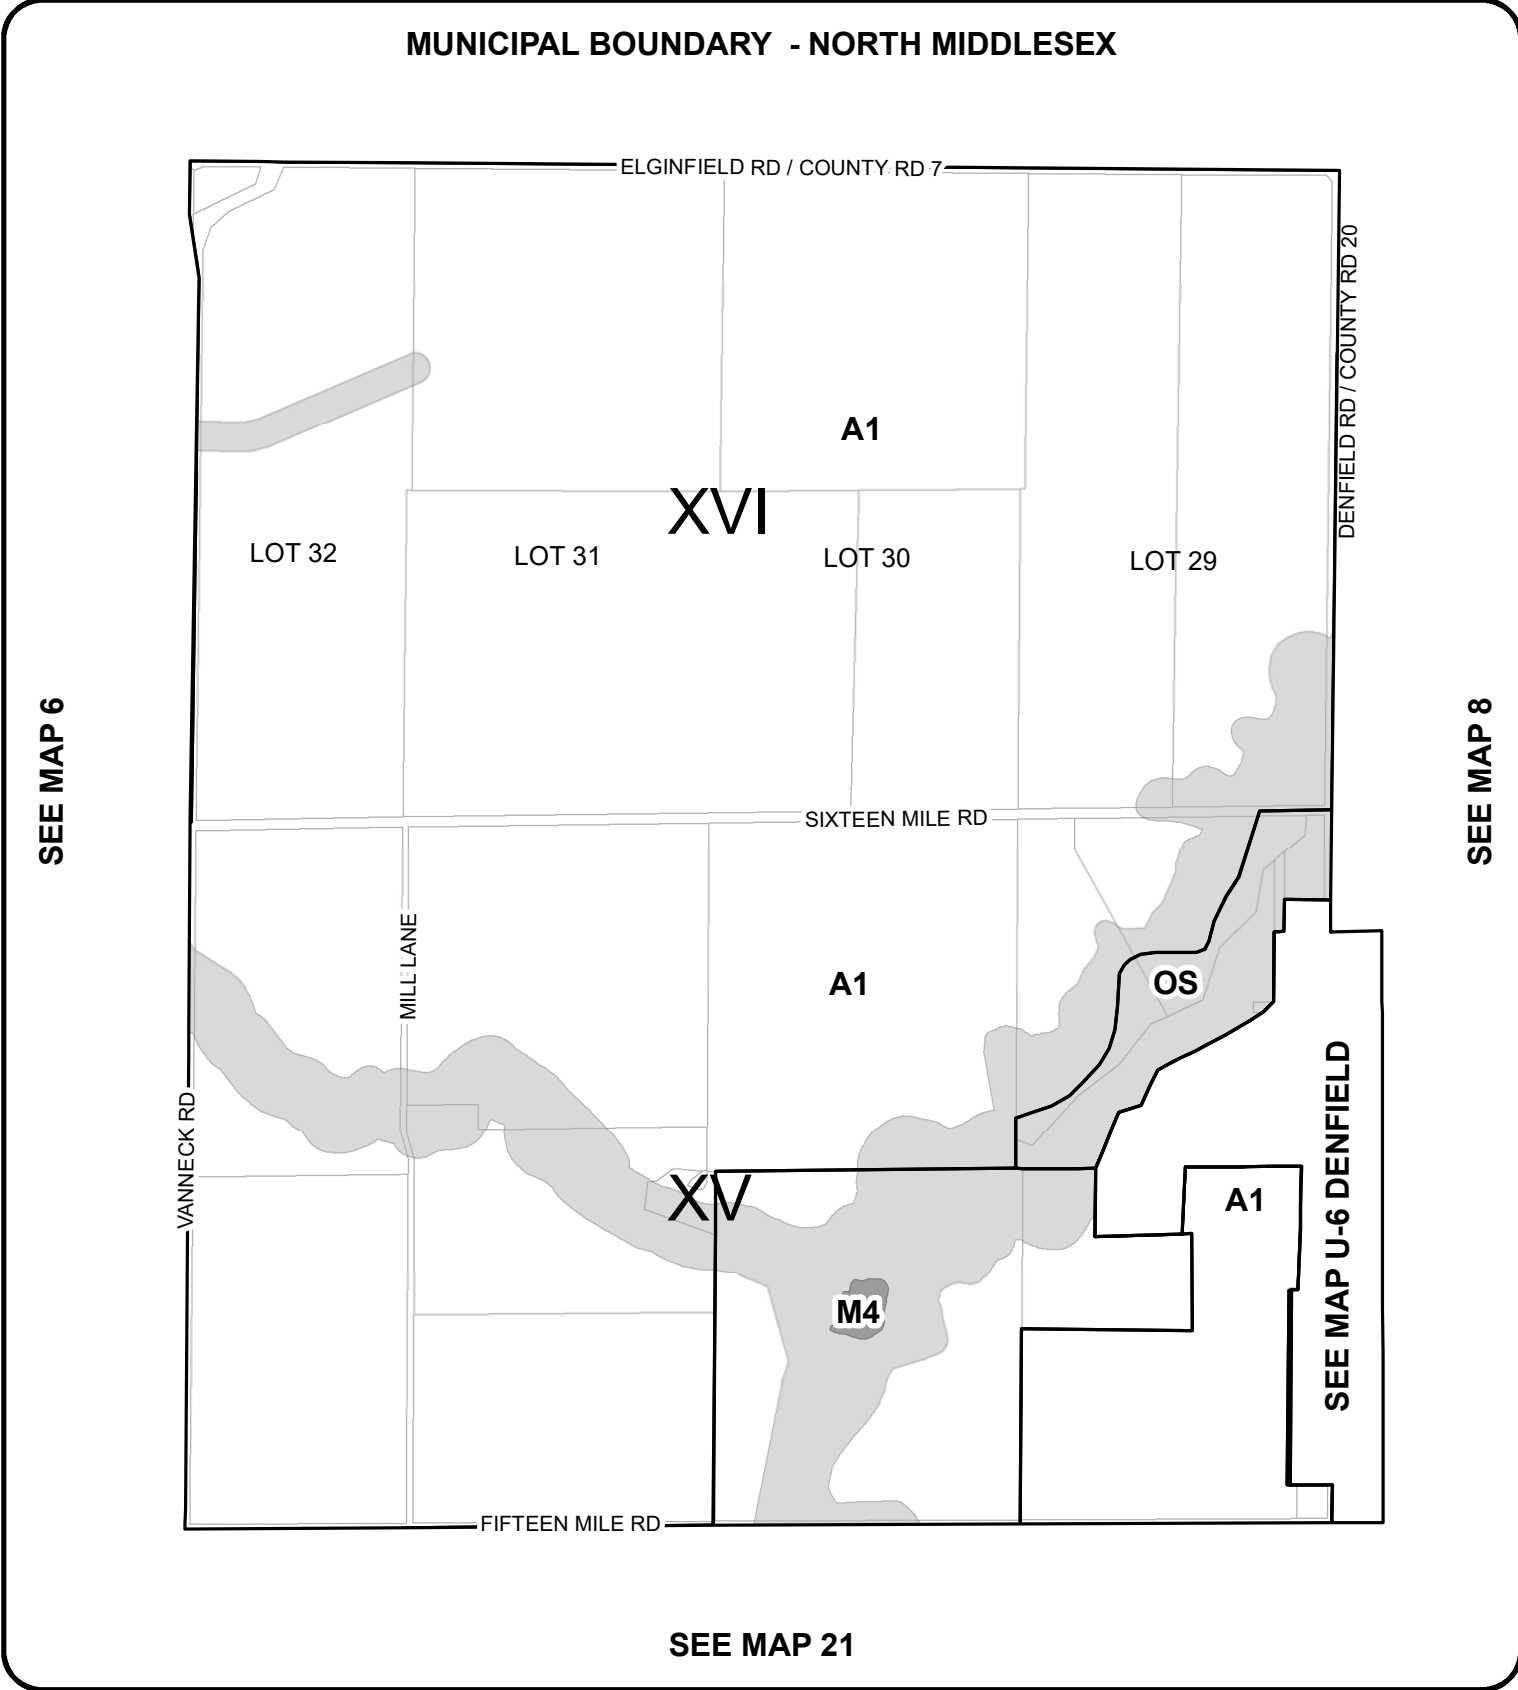 MUNICIPAL BOUNDARY - NORTH MIDDLESEX
ELGINFIELD RD / COUNTY RD 7
DENFIELD RD / COUNTY RD 20
A1
XVI
LOT 32
LOT 31
LOT 30
LOT 29
SEE MAP 6
SEE MAP 8
SIXTEEN MILE RD
MILL LANE
A1
OS
VANNECK RD
XV
A1
SEE MAP U-6 DENFIELD
M4
FIFTEEN MILE RD
SEE MAP 21